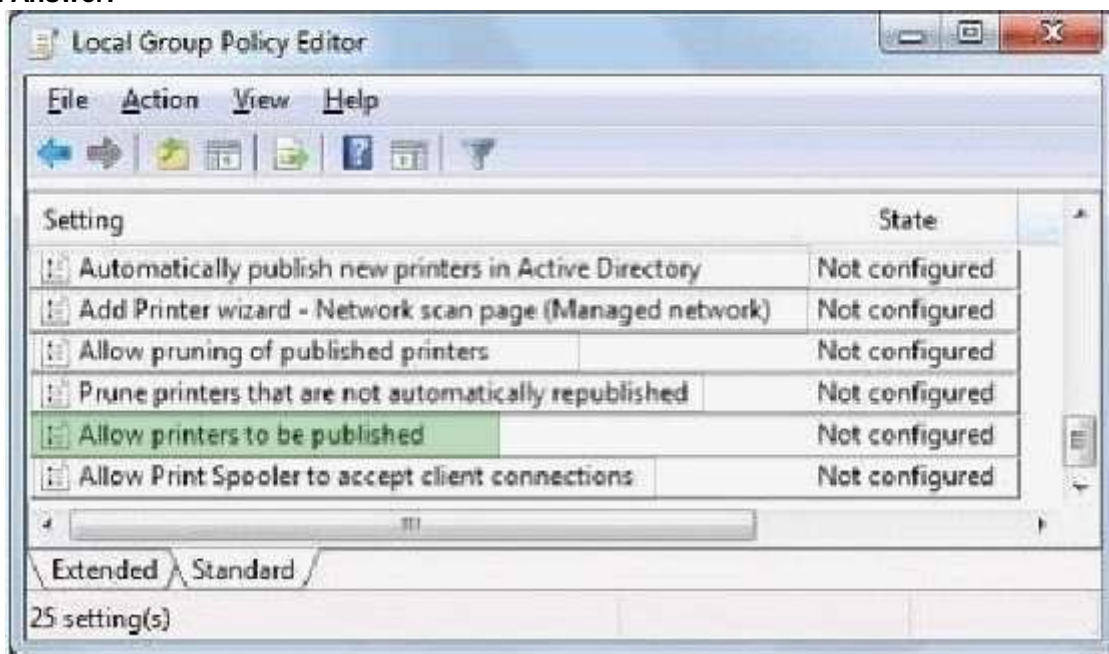 Answer:
Local Group Policy Editor
File Action View Help
Setting State
Automatically publish new printers in Active Directory Not configured
Add Printer wizard - Network scan page (Managed network) Not configured
Allow pruning of published printers Not configured
Prune printers that are not automatically republished Not configured
Allow printers to be published Not configured
Allow Print Spooler to accept client connections Not configured
Extended Standard
25 setting(s)